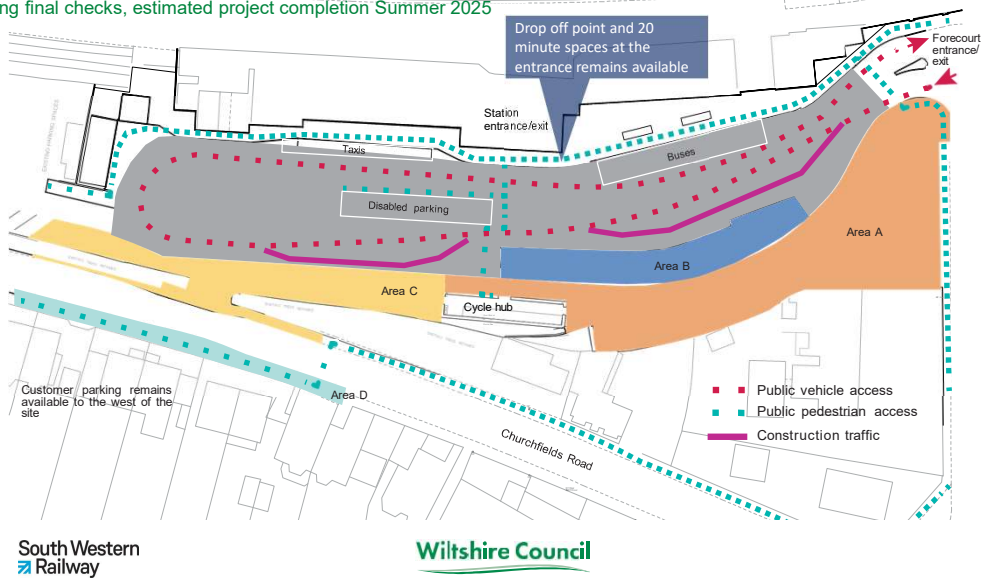 ng final checks, estimated project completion Summer 2025
Drop off point and 20
minute spaces at the
entrance remains available
Forecourt
entrance/
exit
Station
entrance/exit
Taxis
Buses
Disabled parking
Area A
Area B
Area C
Cycle hub
Area D
Customer parking remains
available to the west of the
site
Churchfields Road
Public vehicle access
Public pedestrian access
Construction traffic
South Western
Railway
Wiltshire Council